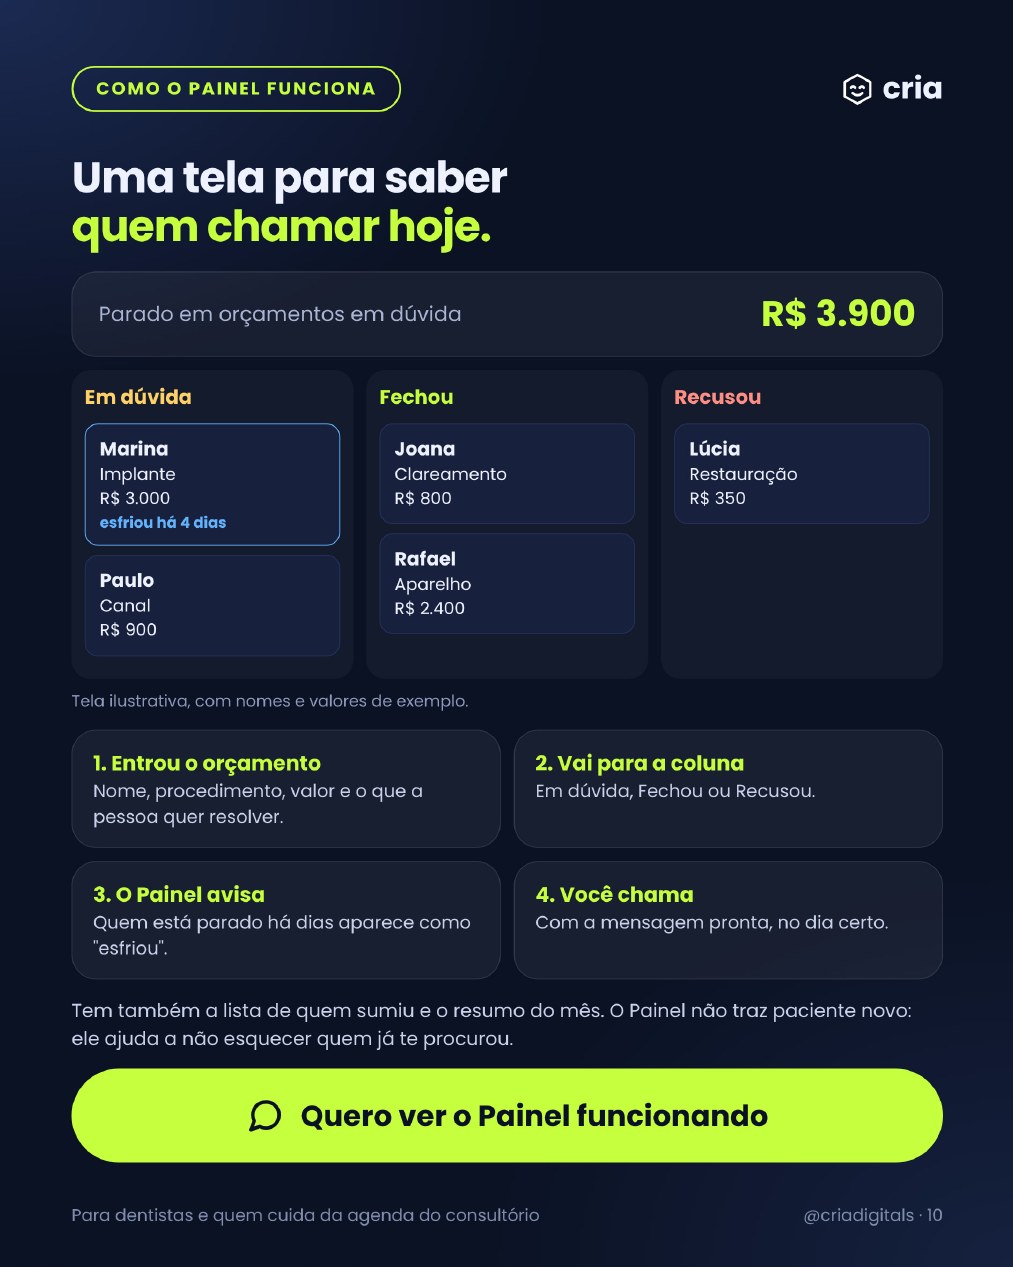 COMO O PAINEL FUNCIONA
cria
Uma tela para saber
quem chamar hoje.
Parado em orçamentos em dúvida
R$ 3.900
Em dúvida
Marina
Implante
R$ 3.000
esfriou há 4 dias
Paulo
Canal
R$ 900
Fechou
Joana
Clareamento
R$ 800
Rafael
Aparelho
R$ 2.400
Recusou
Lúcia
Restauração
R$ 350
Tela ilustrativa, com nomes e valores de exemplo.
1. Entrou o orçamento
Nome, procedimento, valor e o que a
pessoa quer resolver.
2. Vai para a coluna
Em dúvida, Fechou ou Recusou.
3. O Painel avisa
Quem está parado há dias aparece como
"esfriou".
4. Você chama
Com a mensagem pronta, no dia certo.
Tem também a lista de quem sumiu e o resumo do mês. O Painel não traz paciente novo:
ele ajuda a não esquecer quem já te procurou.
Quero ver o Painel funcionando
Para dentistas e quem cuida da agenda do consultório
@criadigitals · 10